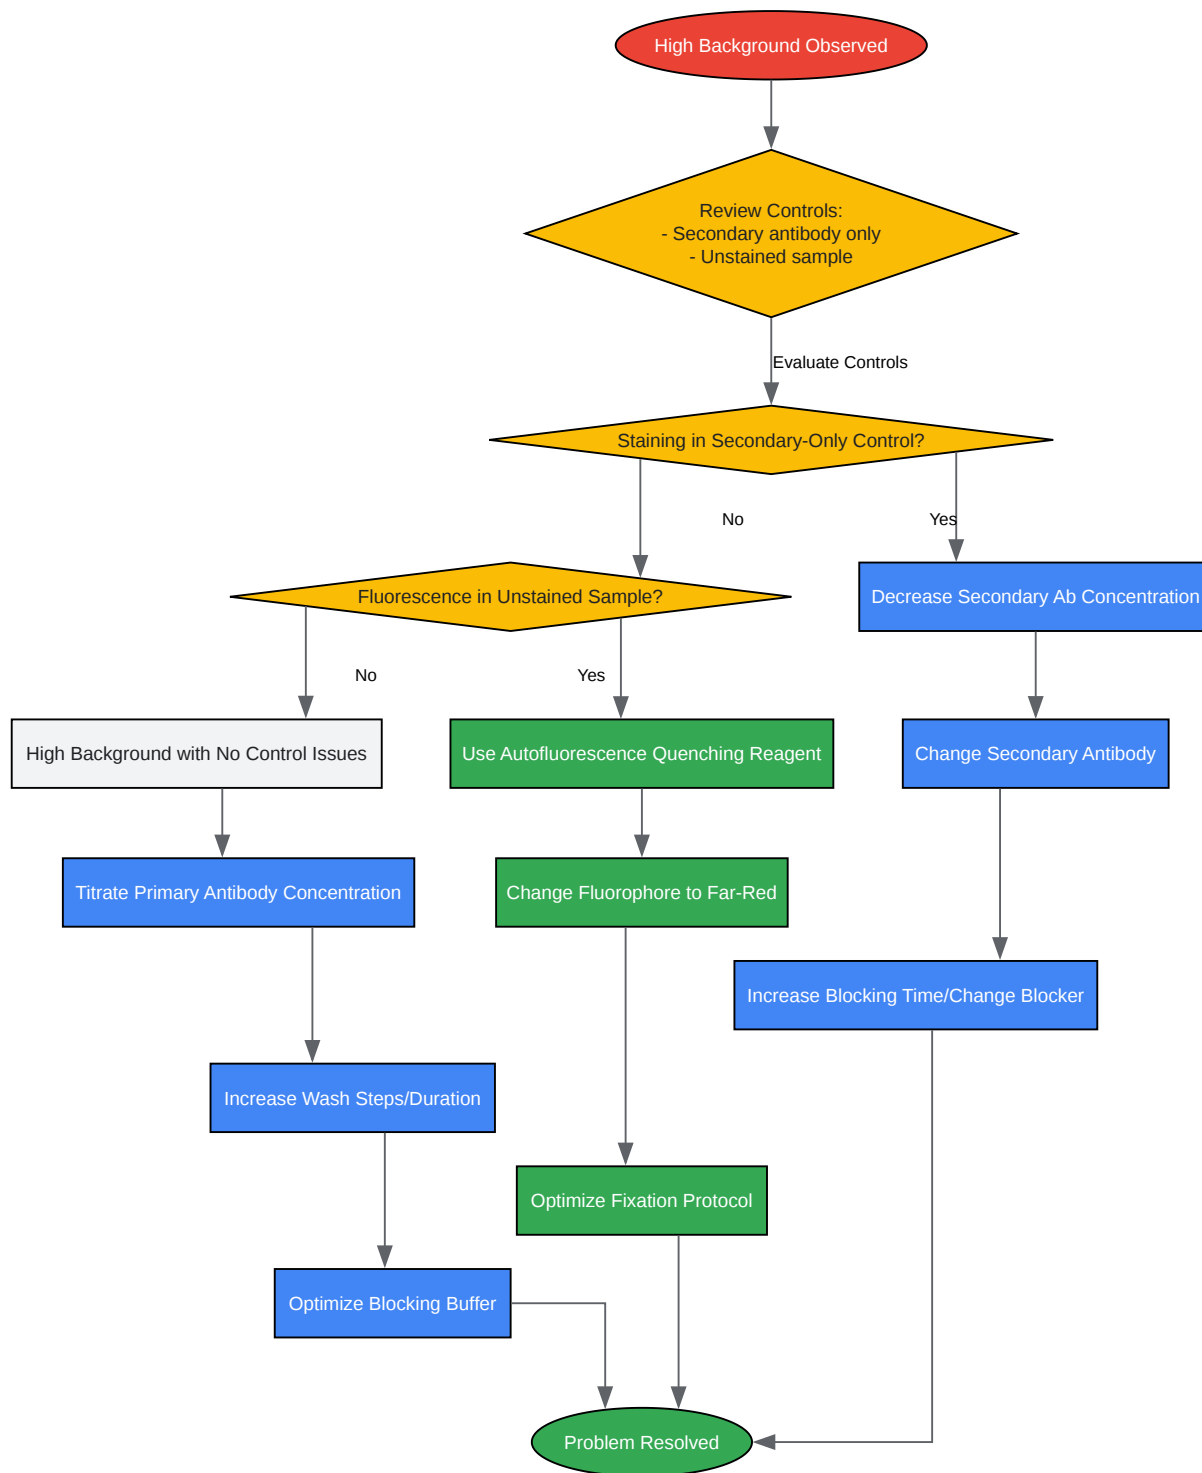 High Background Observed
Review Controls:
- Secondary antibody only
- Unstained sample
Evaluate Controls
Staining in Secondary-Only Control?
No
Yes
Fluorescence in Unstained Sample?
Decrease Secondary Ab Concentration
No
Yes
High Background with No Control Issues
Use Autofluorescence Quenching Reagent
Change Secondary Antibody
Titrate Primary Antibody Concentration
Change Fluorophore to Far-Red
Increase Blocking Time/Change Blocker
Increase Wash Steps/Duration
Optimize Fixation Protocol
Optimize Blocking Buffer
Problem Resolved